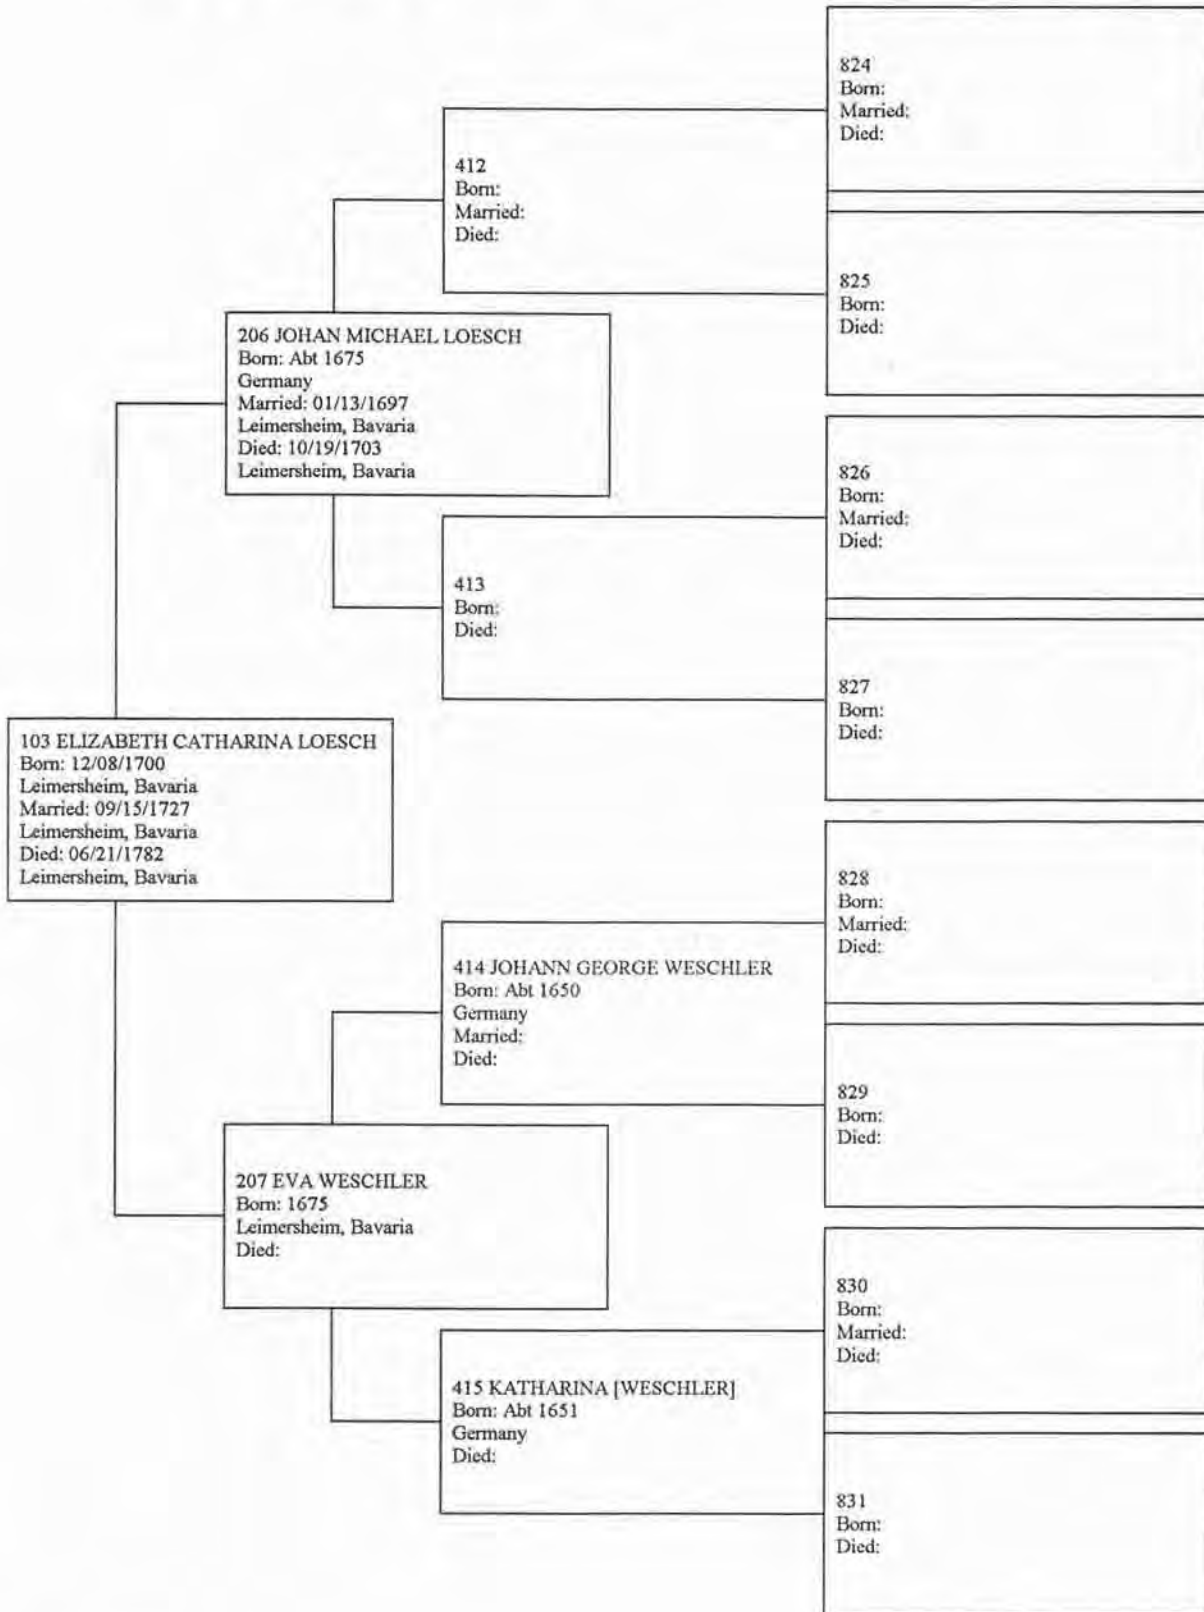 824
Born:
Married:
Died:
412
Born:
Married:
Died:
825
Born:
Died:
206 JOHAN MICHAEL LOESCH
Born: Abt 1675
Germany
Married: 01/13/1697
Leimersheim, Bavaria
Died: 10/19/1703
Leimersheim, Bavaria
826
Born:
Married:
Died:
413
Born:
Died:
827
Born:
Died:
103 ELIZABETH CATHARINA LOESCH
Born: 12/08/1700
Leimersheim, Bavaria
Married: 09/15/1727
Leimersheim, Bavaria
Died: 06/21/1782
Leimersheim, Bavaria
828
Born:
Married:
Died:
414 JOHANN GEORGE WESCHLER
Born: Abt 1650
Germany
Married:
Died:
829
Born:
Died:
207 EVA WESCHLER
Born: 1675
Leimersheim, Bavaria
Died:
830
Born:
Married:
Died:
415 KATHARINA [WESCHLER]
Born: Abt 1651
Germany
Died:
831
Born:
Died: